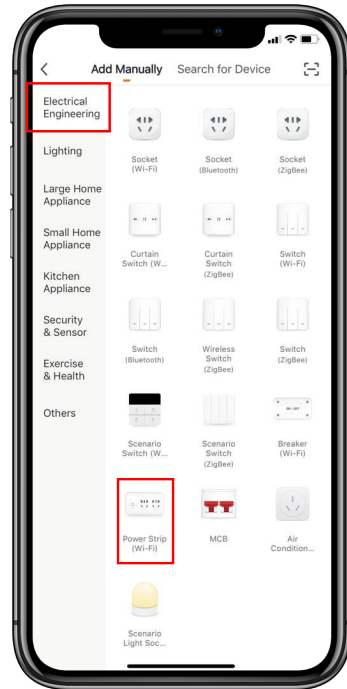 Add Manually Search for Device
Electrical
Engineering
Lighting
Large Home
Appliance
Small Home
Appliance
Kitchen
Appliance
Security
& Sensor
Exercise
& Health
Others
Socket
(Wi-Fi)
Socket
(Bluetooth)
Socket
(ZigBee)
Curtain
Switch (W...
Curtain
Switch
(ZigBee)
Switch
(Wi-Fi)
Switch
(Bluetooth)
Wireless
Switch
(ZigBee)
Switch
(ZigBee)
Scenario
Switch (W...
Scenario
Switch
(ZigBee)
ON / OFF
Breaker
(Wi-Fi)
Power Strip
(Wi-Fi)
MCB
Air
Condition...
Scenario
Light Soc...